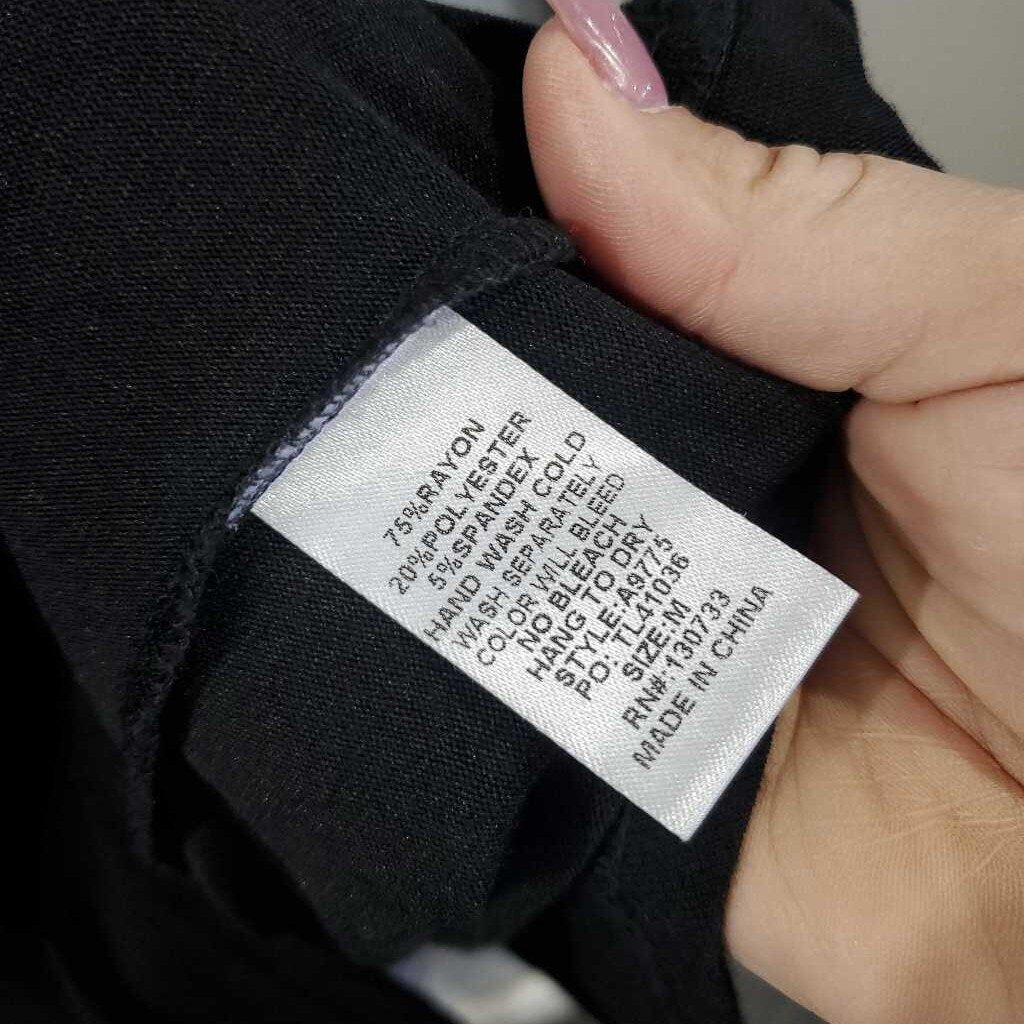 75%RAYON
20%POLYESTER
5%SPANDEX
HAND WASH COLD
WASH SEPARATELY
COLOR WILL BLEED
NO BLEACH
HANG TO DRY
STYLE:A9775
PO: TL41036
SIZE:M
RN#:130733
MADE IN CHINA